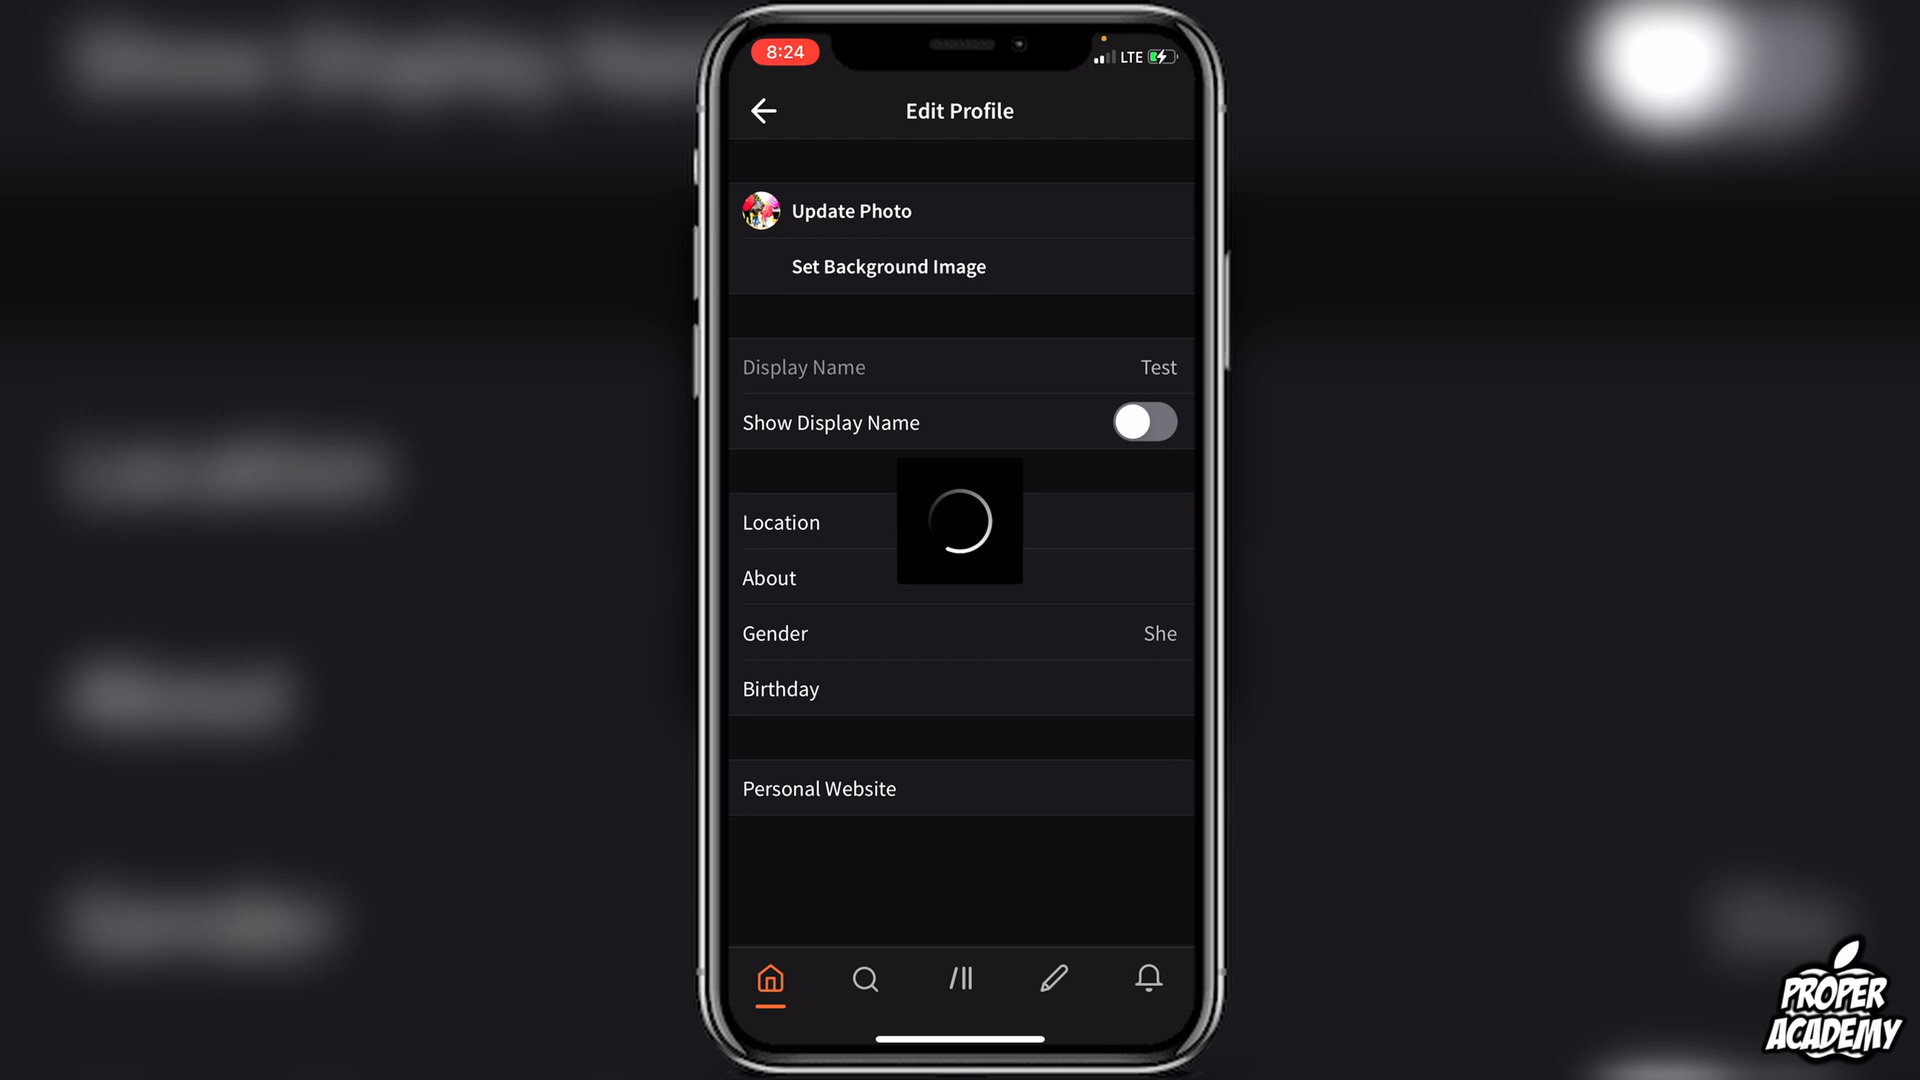 8:24
LTE
Edit Profile
Update Photo
Set Background Image
Display Name Test
Show Display Name
Location
About
Gender She
Birthday
Personal Website
PROPER
ACADEMY